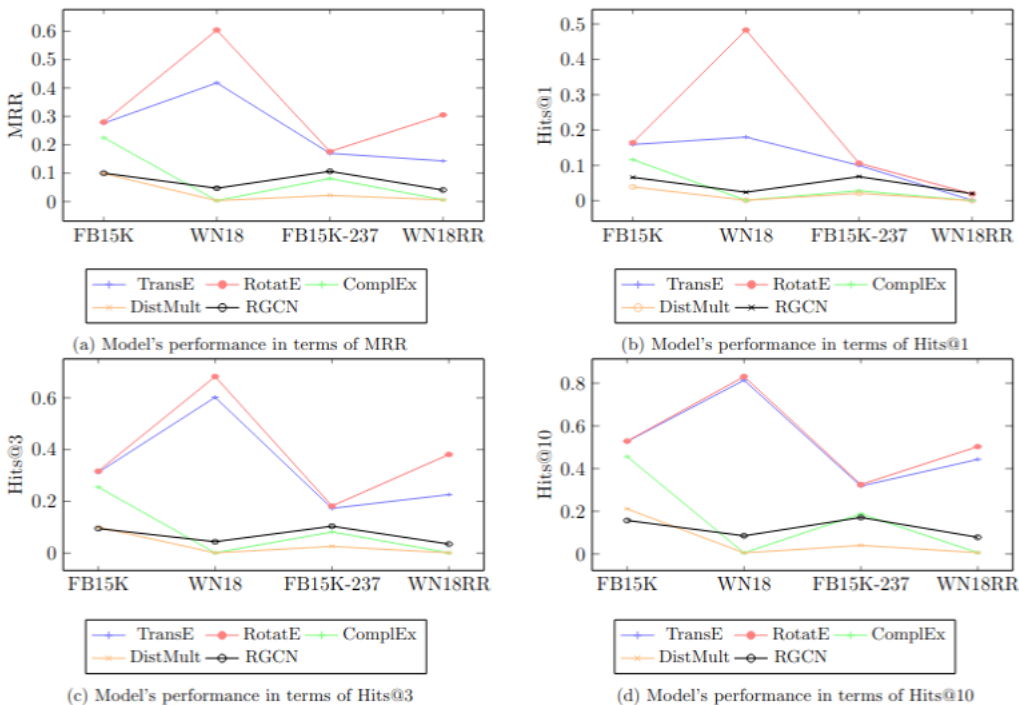 0.6
0.5
0.4
0.3
0.2
0.1
0
MRR
FB15K WN18 FB15K-237 WN18RR
TransE RotatE ComplEx
DistMult RGCN
(a) Model's performance in terms of MRR
0.5
0.4
0.3
0.2
0.1
0
Hits@1
FB15K WN18 FB15K-237 WN18RR
TransE RotatE ComplEx
DistMult RGCN
(b) Model's performance in terms of Hits@1
0.6
0.4
0.2
0
Hits@3
FB15K WN18 FB15K-237 WN18RR
TransE RotatE ComplEx
DistMult RGCN
(c) Model's performance in terms of Hits@3
0.8
0.6
0.4
0.2
0
Hits@10
FB15K WN18 FB15K-237 WN18RR
TransE RotatE ComplEx
DistMult RGCN
(d) Model's performance in terms of Hits@10